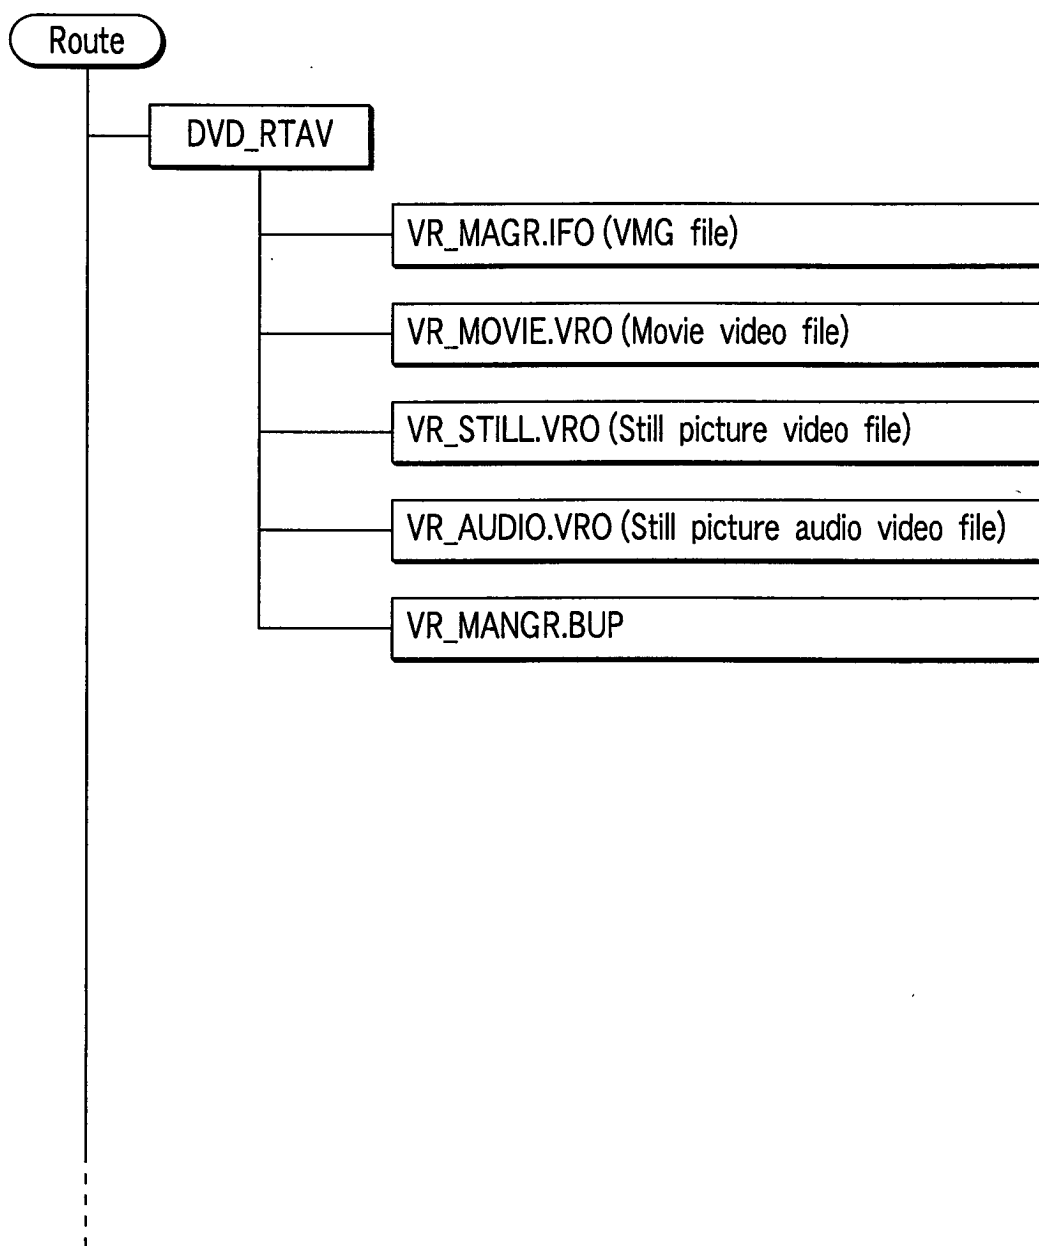 Route
DVD_RTAV
VR_MAGR.IFO (VMG file)
VR_MOVIE.VRO (Movie video file)
VR_STILL.VRO (Still picture video file)
VR_AUDIO.VRO (Still picture audio video file)
VR_MANGR.BUP